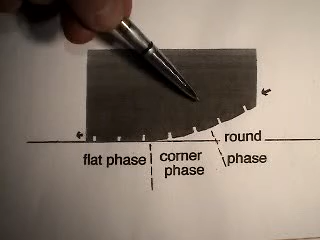 flat phase
corner
phase
round
phase